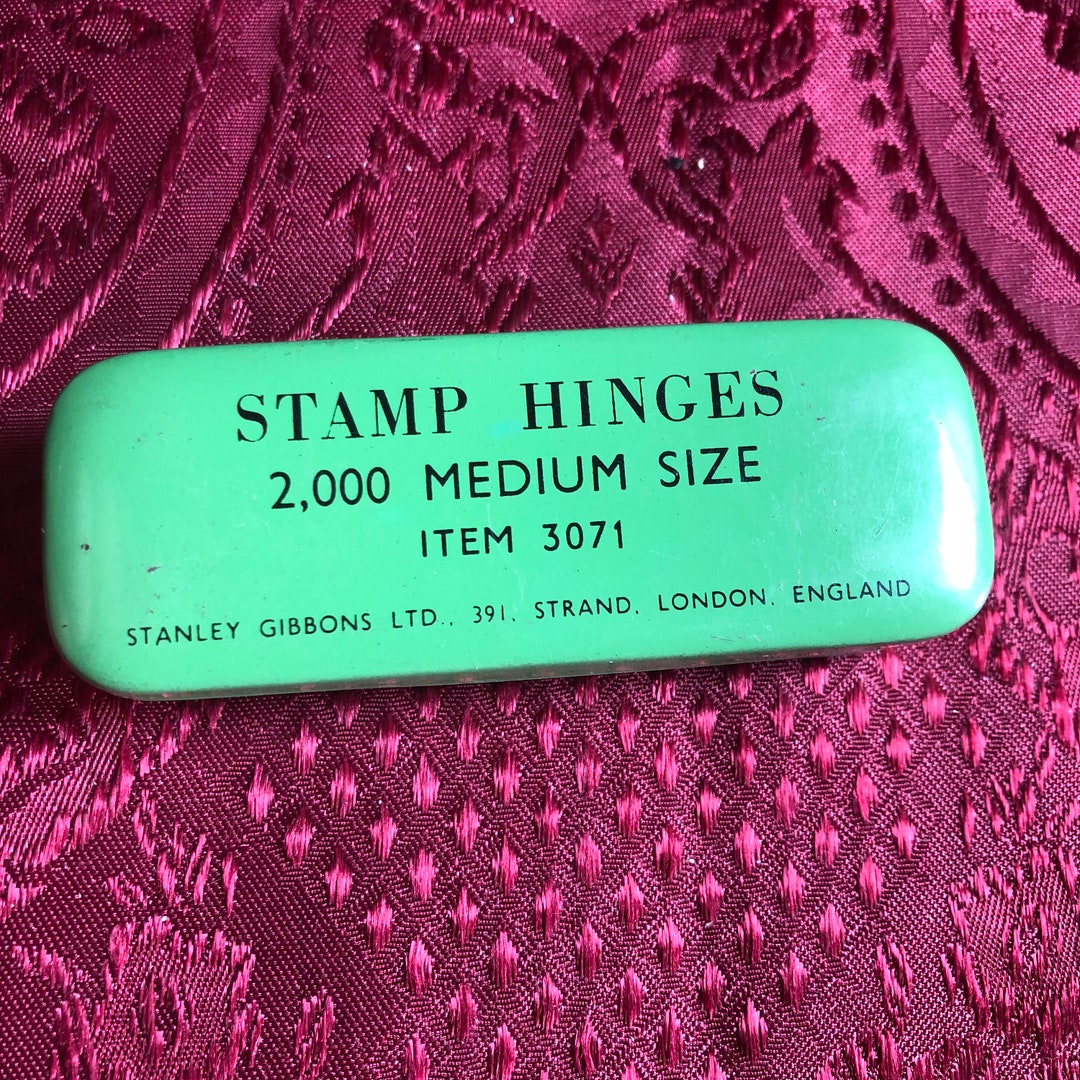 STAMP HINGES
2,000 MEDIUM SIZE
ITEM 3071
STANLEY GIBBONS LTD., 391, STRAND, LONDON, ENGLAND